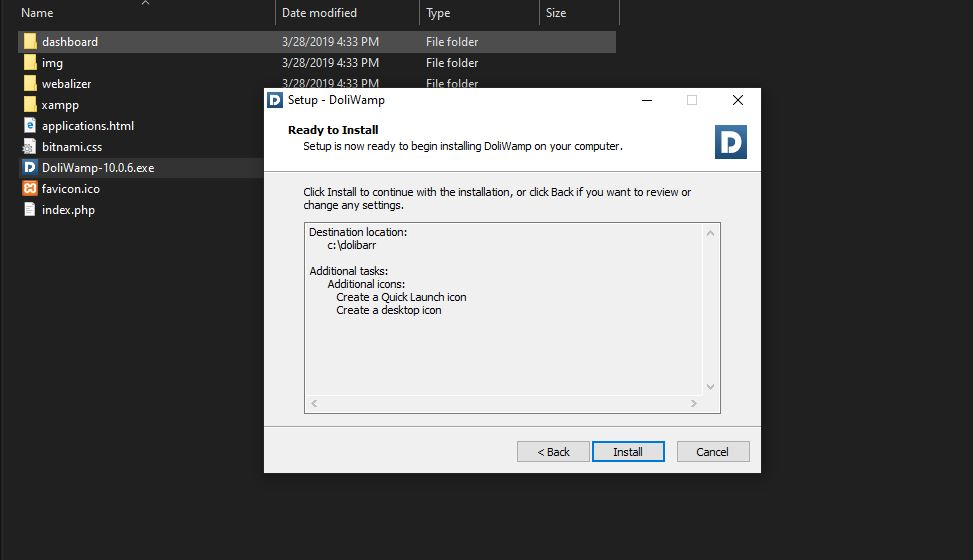 Name Date modified Type Size
dashboard 3/28/2019 4:33 PM File folder
img 3/28/2019 4:33 PM File folder
webalizer 3/28/2019 4:33 PM File folder
xampp
applications.html
bitnami.css
DoliWamp-10.0.6.exe
favicon.ico
index.php
D Setup - DoliWamp
Ready to Install
Setup is now ready to begin installing DoliWamp on your computer.
D
Click Install to continue with the installation, or click Back if you want to review or
change any settings.
Destination location:
c:\dolibarr
Additional tasks:
Additional icons:
Create a Quick Launch icon
Create a desktop icon
< Back Install Cancel